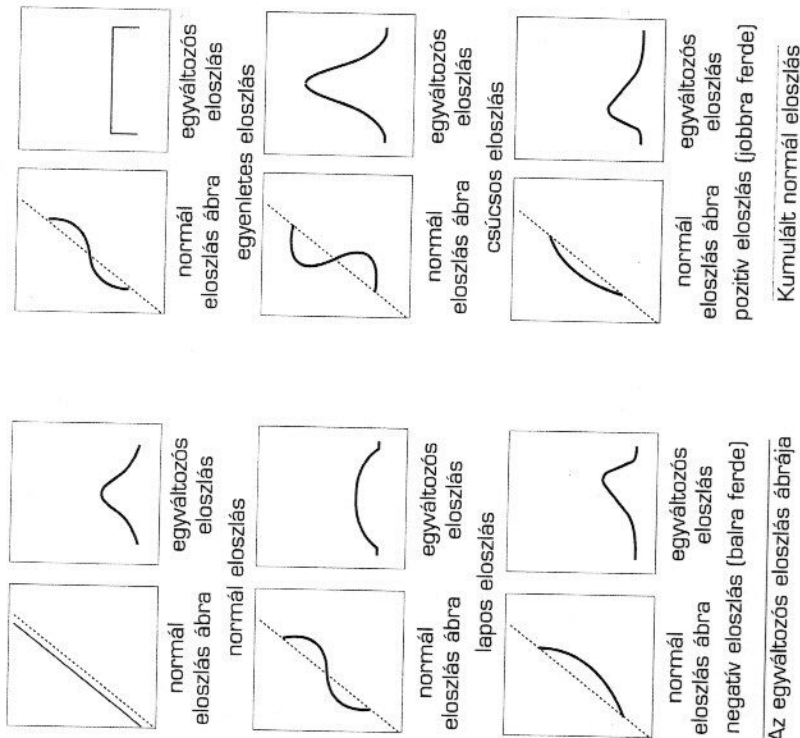 normál
eloszlás ábra
egyváltozós
eloszlás
normál eloszlás
normál
eloszlás ábra
egyváltozós
eloszlás
lapos eloszlás
normál
eloszlás ábra
egyváltozós
eloszlás
negatív eloszlás (balra ferde)
Az egyváltozós eloszlás ábrája
normál
eloszlás ábra
egyváltozós
eloszlás
egyenletes eloszlás
normál
eloszlás ábra
egyváltozós
eloszlás
csúcsos eloszlás
normál
eloszlás ábra
egyváltozós
eloszlás
pozitív eloszlás (jobbra ferde)
Kumulált normál eloszlás